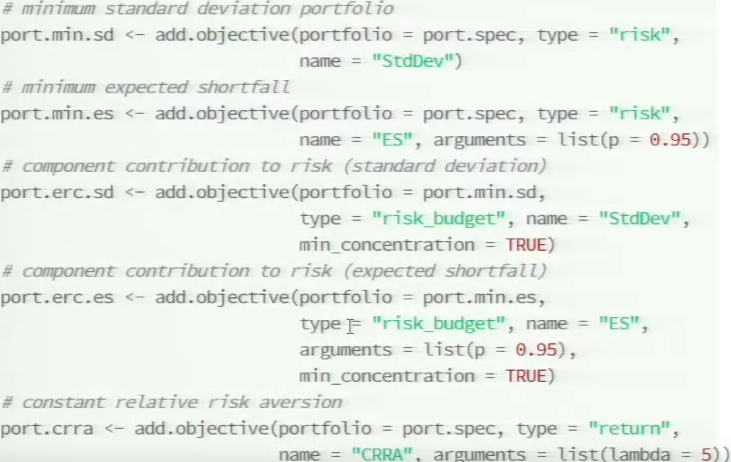 # minimum standard deviation portfolio
port.min.sd <- add.objective(portfolio = port.spec, type = "risk",
name = "StdDev")
# minimum expected shortfall
port.min.es <- add.objective(portfolio = port.spec, type = "risk",
name = "ES", arguments = list(p = 0.95))
# component contribution to risk (standard deviation)
port.erc.sd <- add.objective(portfolio = port.min.sd,
type = "risk_budget", name = "StdDev",
min_concentration = TRUE)
# component contribution to risk (expected shortfall)
port.erc.es <- add.objective(portfolio = port.min.es,
type = "risk_budget", name = "ES",
arguments = list(p = 0.95),
min_concentration = TRUE)
# constant relative risk aversion
port.crra <- add.objective(portfolio = port.spec, type = "return",
name = "CRRA", arguments = list(lambda = 5))